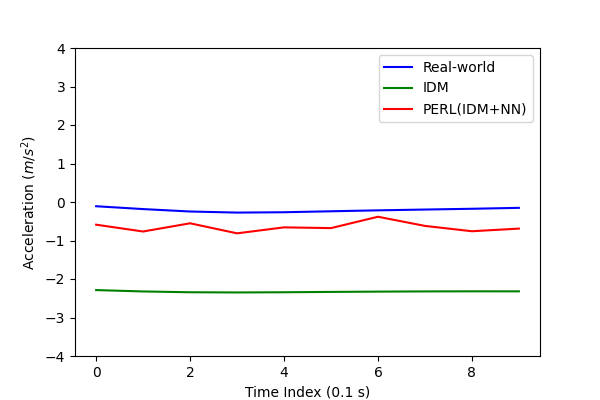 4
3
2
1
0
−1
−2
−3
−4
Acceleration (m/s²)
Real-world
IDM
PERL(IDM+NN)
0 2 4 6 8
Time Index (0.1 s)